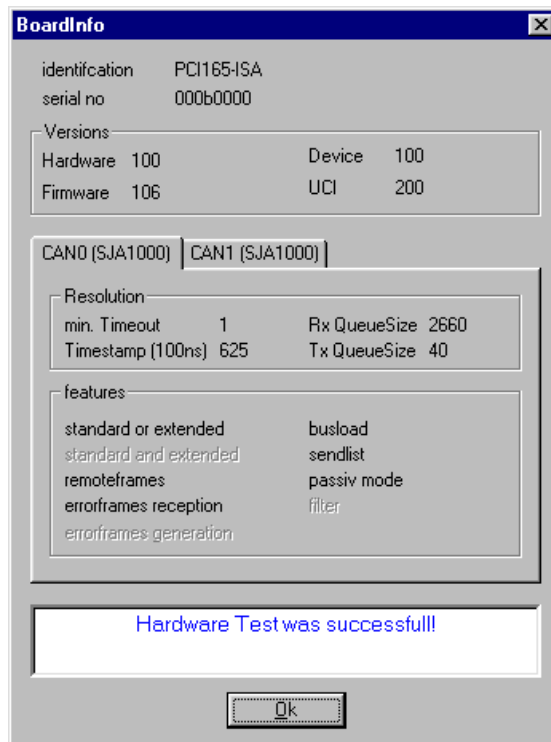 BoardInfo
identifcation PCI165-ISA
serial no 000b0000
Versions
Hardware 100 Device 100
Firmware 106 UCI 200
CAN0 (SJA1000) CAN1 (SJA1000)
Resolution
min. Timeout 1 Rx QueueSize 2660
Timestamp (100ns) 625 Tx QueueSize 40
features
standard or extended busload
standard and extended sendlist
remoteframes passiv mode
errorframes reception filter
errorframes generation
Hardware Test was successfull!
Ok